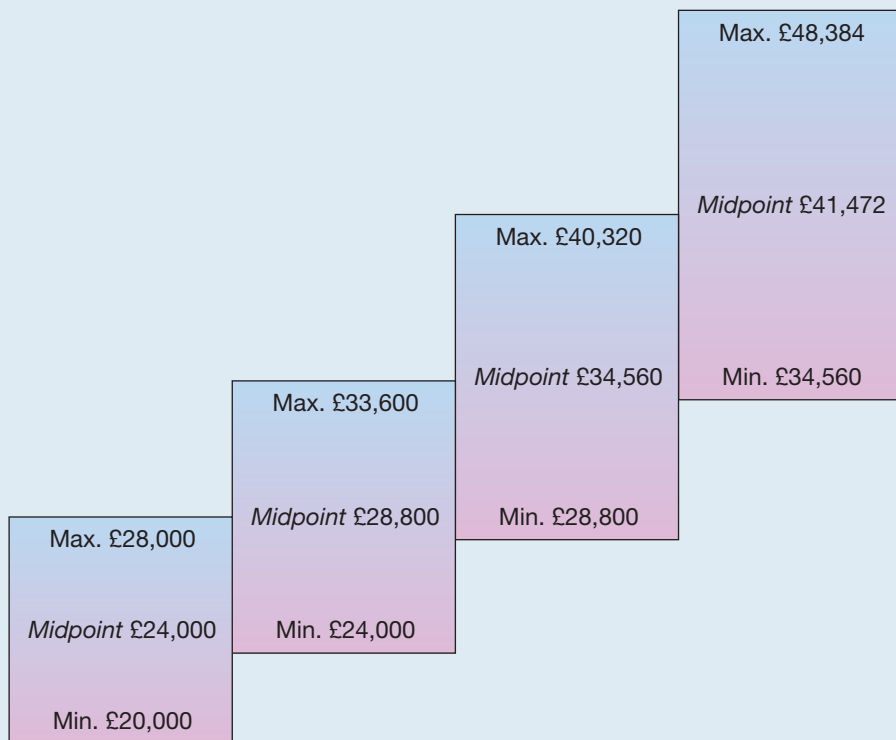 Max. £28,000
Midpoint £24,000
Min. £20,000
Max. £33,600
Midpoint £28,800
Min. £24,000
Max. £40,320
Midpoint £34,560
Min. £28,800
Max. £48,384
Midpoint £41,472
Min. £34,560